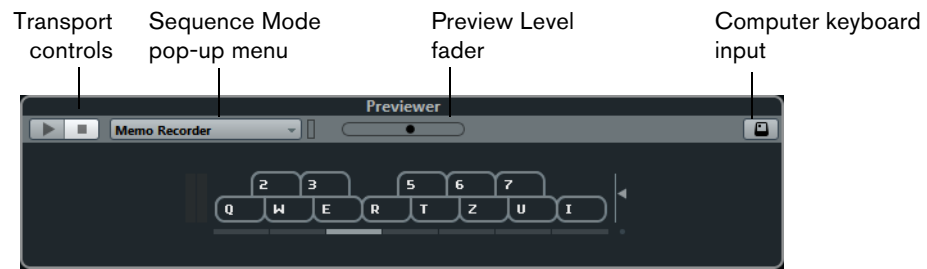 Transport controls
Sequence Mode pop-up menu
Preview Level fader
Computer keyboard input
Previewer
Memo Recorder
2 3 5 6 7
Q W E R T Z U I